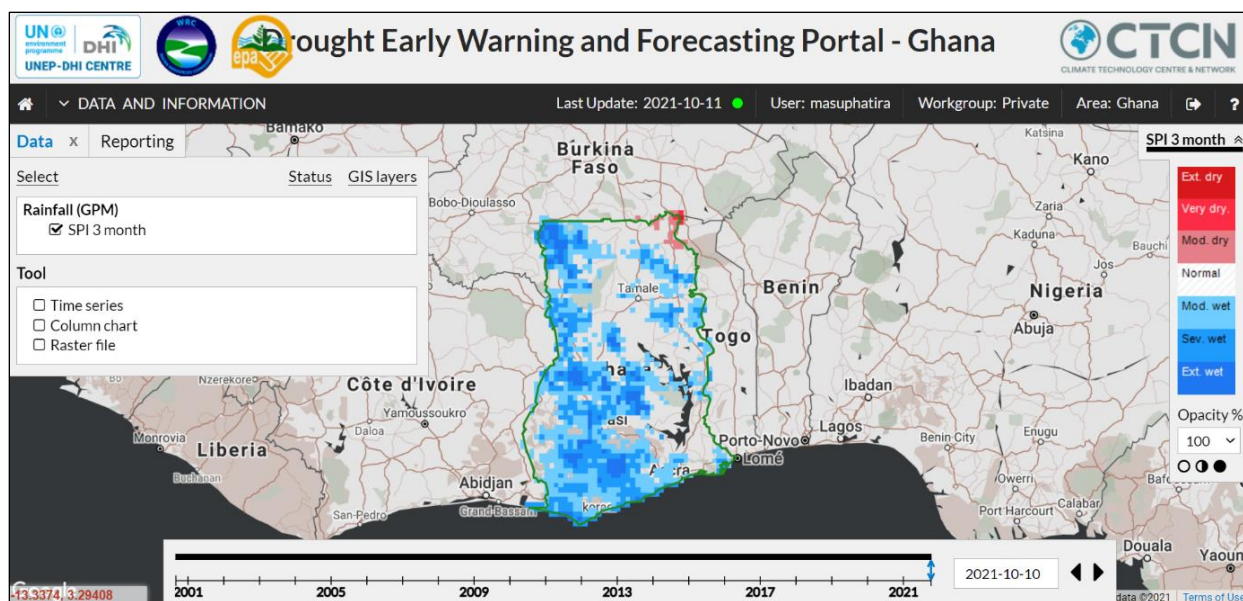 UN environment programme DHI UNEP-DHI CENTRE
WRC
epa
Drought Early Warning and Forecasting Portal - Ghana
CTCN
CLIMATE TECHNOLOGY CENTRE & NETWORK
DATA AND INFORMATION
Last Update: 2021-10-11
User: masuphatira
Workgroup: Private
Area: Ghana
?
Data x Reporting
Select Status GIS layers
Rainfall (GPM)
SPI 3 month
Tool
Time series
Column chart
Raster file
SPI 3 month
Ext. dry
Very dry.
Mod. dry
Normal
Mod. wet
Sev. wet
Ext. wet
Opacity %
100
Bamako
Burkina
Faso
Bobo-Dioulasso
Katsina
Kano
Zaria
Kaduna
Bauchi
Jos
Nigeria
Abuja
Benin
Tamale
Togo
Ibadan
Lagos
Porto-Novo
Lomé
Benin City
Enugu
Owerri
Port Harcourt
Calabar
Douala
Yaoun
Nzerekore
Côte d'Ivoire
Yamoussoukro
Daloa
Monrovia
Liberia
Buchanan
Abidjan
San-Pedro
Grand-Bassam
2001 2005 2009 2013 2017 2021
2021-10-10
-13.3374, 3.29408
data ©2021 Terms of Use